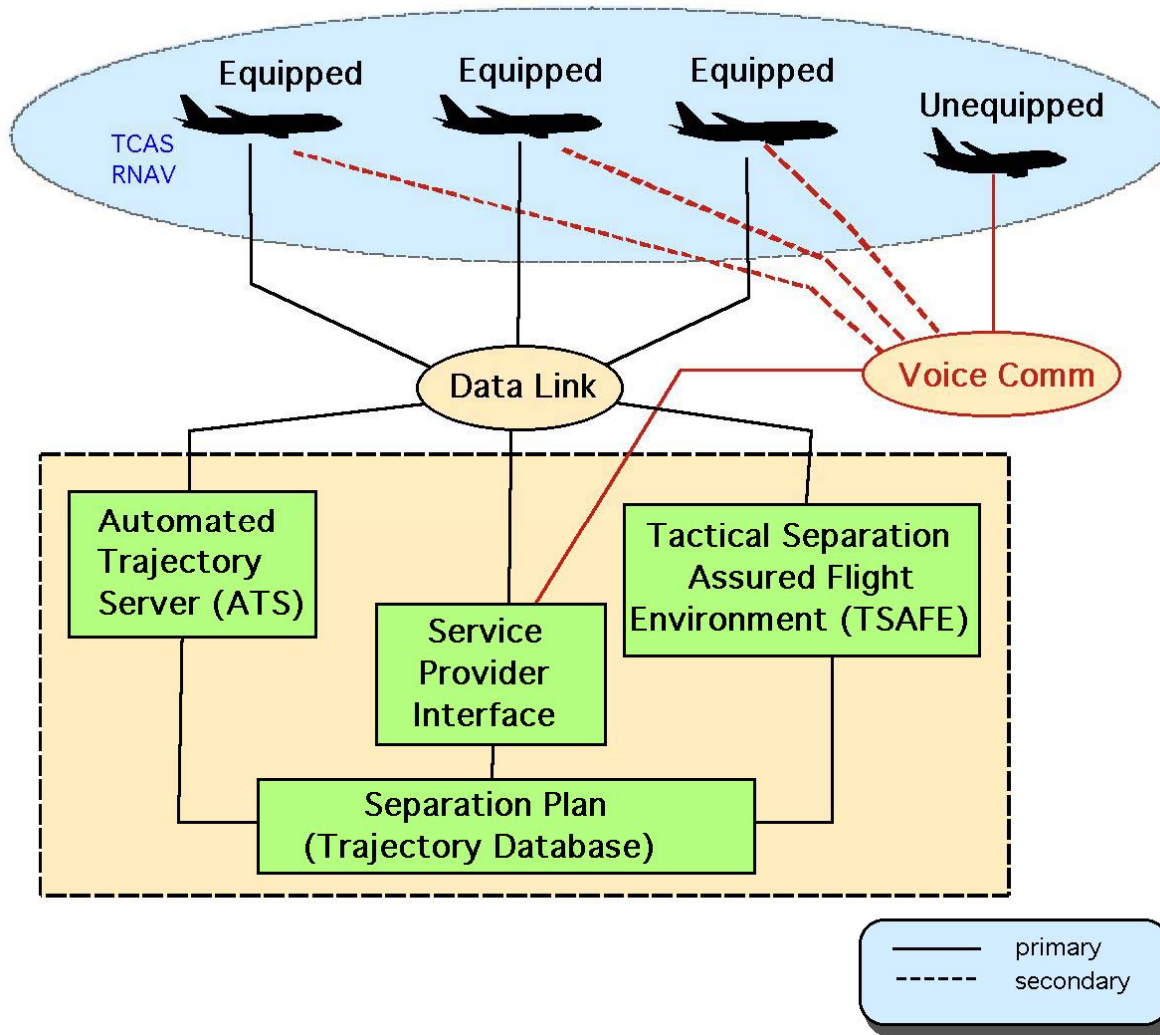 Equipped
Equipped
Equipped
Unequipped
TCAS
RNAV
Data Link
Voice Comm
Automated
Trajectory
Server (ATS)
Service
Provider
Interface
Tactical Separation
Assured Flight
Environment (TSAFE)
Separation Plan
(Trajectory Database)
primary
secondary